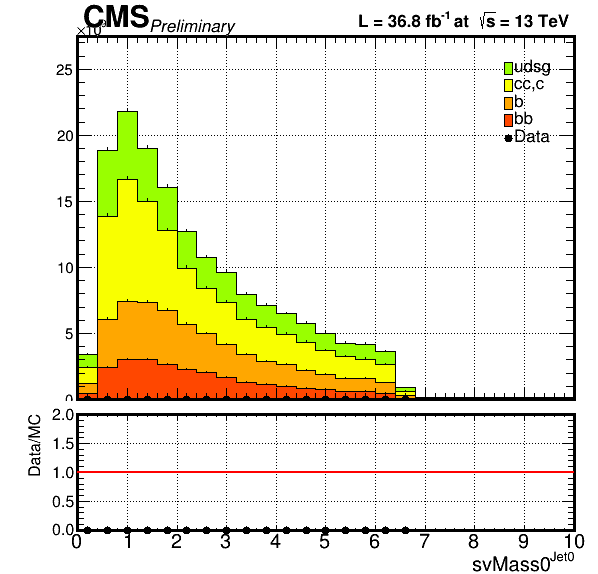 CMS Preliminary L = 36.8 fb⁻¹ at √s = 13 TeV
25
20
15
10
5
0
udsg
cc,c
b
bb
Data
Data/MC
2.0
1.5
1.0
0.5
0.0
0 1 2 3 4 5 6 7 8 9 10
svMass0^Jet0